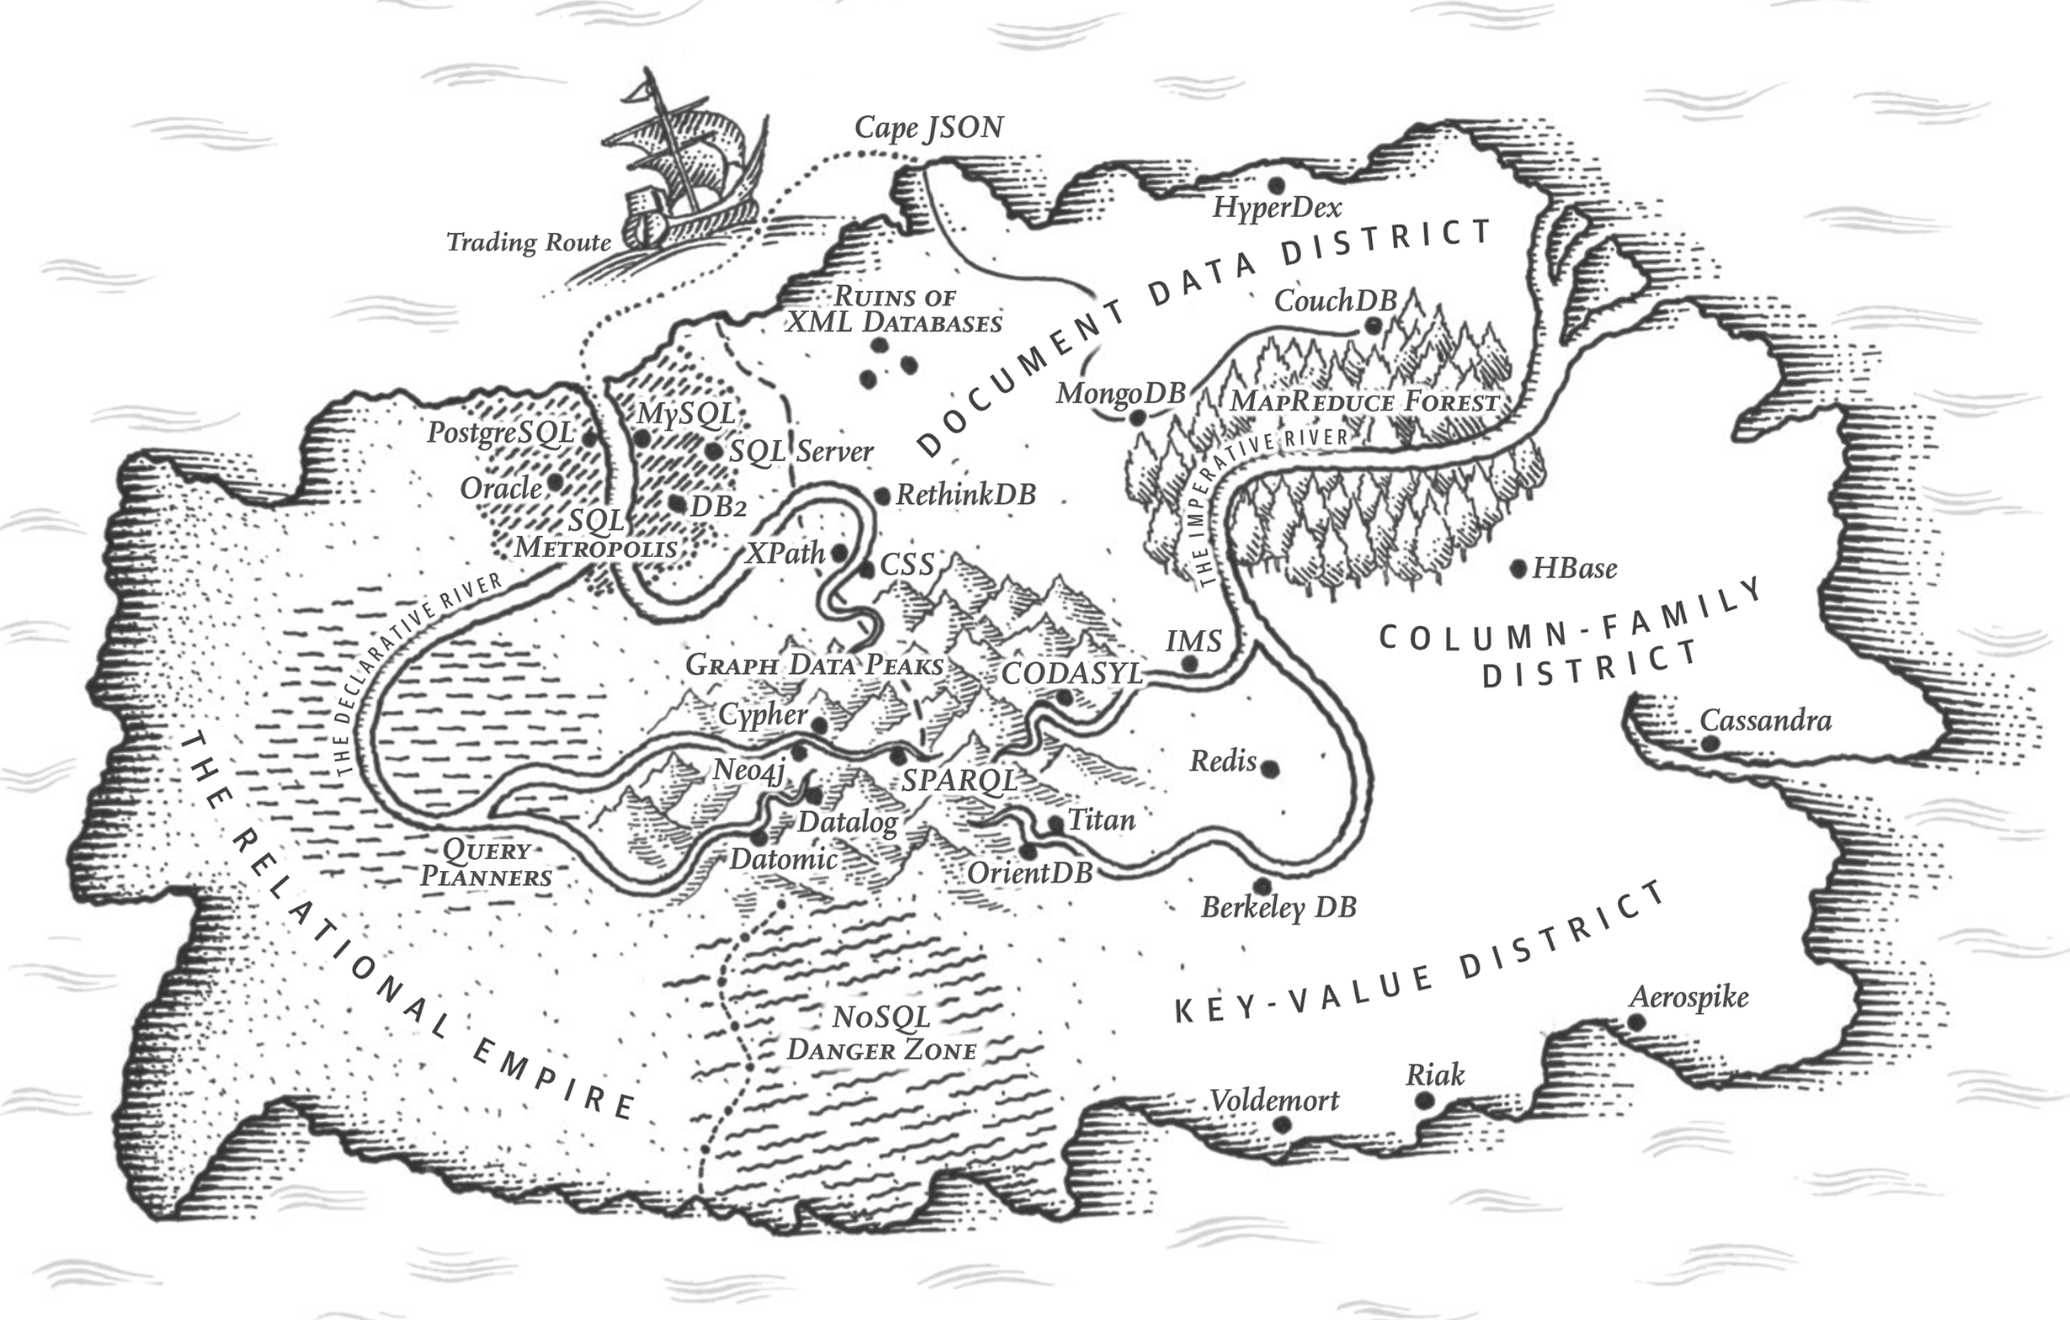 Cape JSON
HyperDex
Trading Route
DOCUMENT DATA DISTRICT
RUINS OF
XML DATABASES
CouchDB
MongoDB
MAPREDUCE FOREST
PostgreSQL
MySQL
SQL Server
THE IMPERATIVE RIVER
Oracle
DB2
RethinkDB
SQL
METROPOLIS
XPath
CSS
HBase
THE DECLARATIVE RIVER
COLUMN-FAMILY
DISTRICT
IMS
GRAPH DATA PEAKS
CODASYL
Cypher
Cassandra
Neo4j
SPARQL
Redis
THE RELATIONAL EMPIRE
Datalog
Titan
QUERY
PLANNERS
Datomic
OrientDB
Berkeley DB
KEY-VALUE DISTRICT
Aerospike
NoSQL
DANGER ZONE
Riak
Voldemort